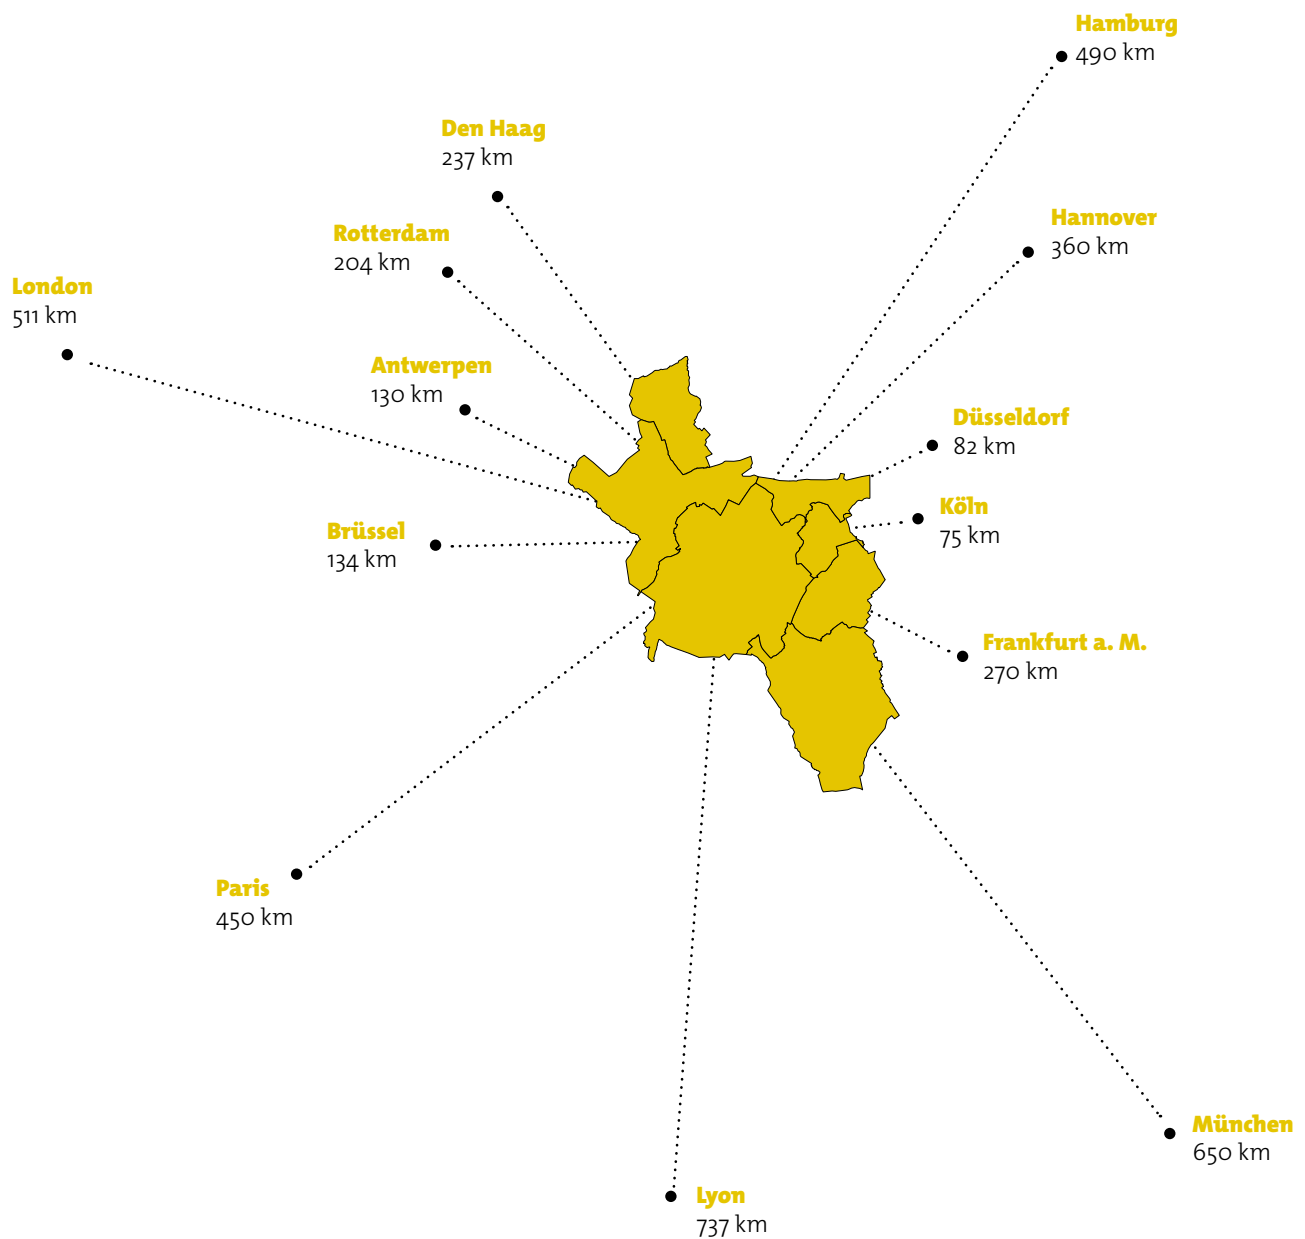 Hamburg
490 km
Den Haag
237 km
Hannover
360 km
Rotterdam
204 km
London
511 km
Antwerpen
130 km
Düsseldorf
82 km
Köln
75 km
Brüssel
134 km
Frankfurt a. M.
270 km
Paris
450 km
München
650 km
Lyon
737 km